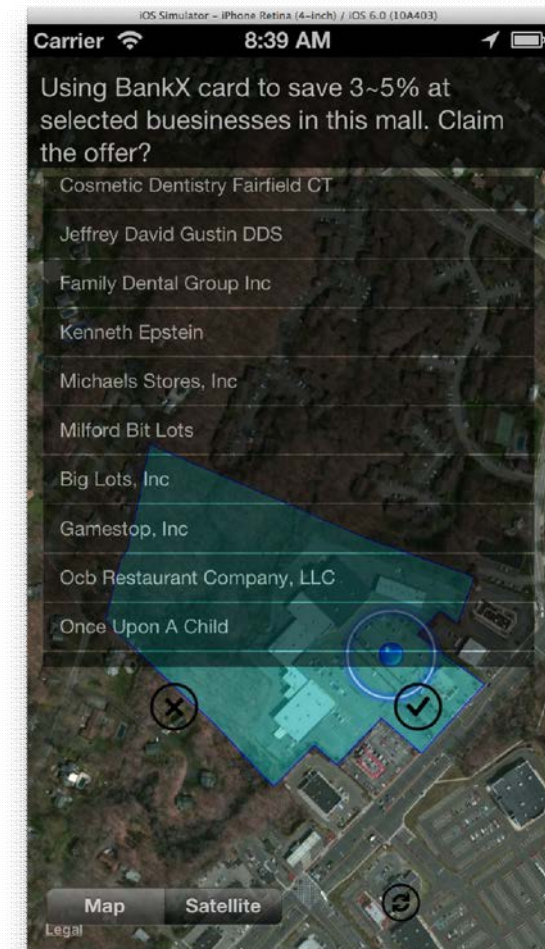 iOS Simulator – iPhone Retina (4-inch) / iOS 6.0 (10A403)
Carrier 8:39 AM
Using BankX card to save 3~5% at
selected buesinesses in this mall. Claim
the offer?
Cosmetic Dentistry Fairfield CT
Jeffrey David Gustin DDS
Family Dental Group Inc
Kenneth Epstein
Michaels Stores, Inc
Milford Bit Lots
Big Lots, Inc
Gamestop, Inc
Ocb Restaurant Company, LLC
Once Upon A Child
Map Satellite
Legal